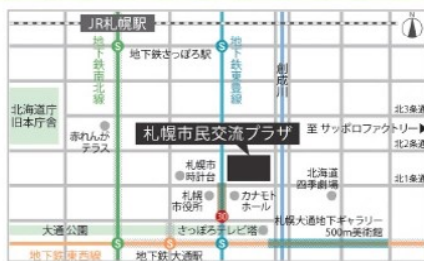 JR札幌駅
N
S
S
地下鉄さっぽろ駅
地下鉄南北線
地下鉄東豊線
創成川
北海道庁
旧本庁舎
赤れんが
テラス
北3条通
至 サッポロファクトリー▶
北2条通
札幌市民交流プラザ
札幌市
時計台
北海道
四季劇場
北1条通
札幌
市役所
カナモト
ホール
30
札幌大通地下ギャラリー
500m美術館
大通公園
さっぽろテレビ塔
S
S
S
地下鉄東西線
地下鉄大通駅